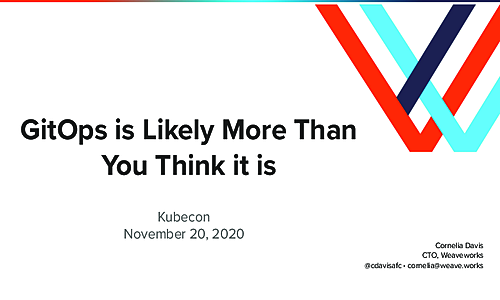 GitOps is Likely More Than
You Think it is
Kubecon
November 20, 2020
Cornelia Davis
CTO, Weaveworks
@cdavisafc • cornelia@weave.works